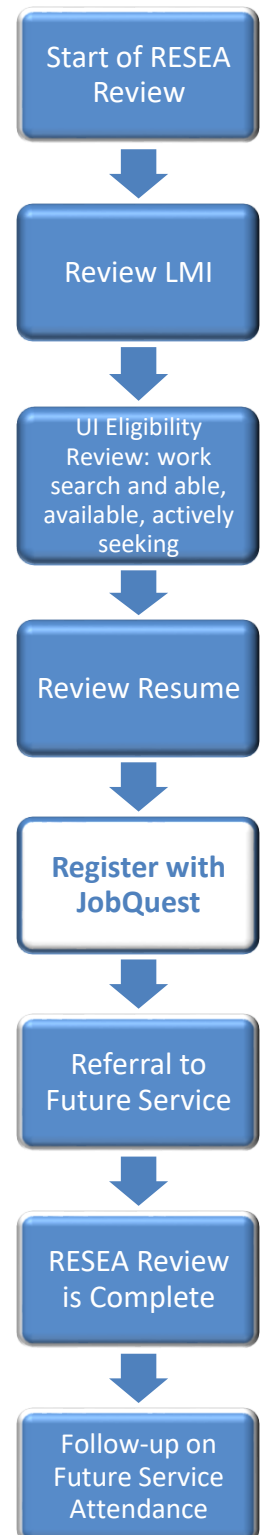 Start of RESEA
Review
Review LMI
UI Eligibility
Review: work
search and able,
available, actively
seeking
Review Resume
Register with
JobQuest
Referral to
Future Service
RESEA Review
is Complete
Follow-up on
Future Service
Attendance